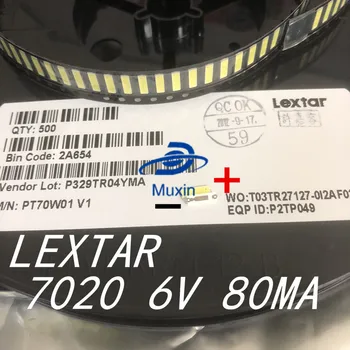 QTY: 500
Bin Code: 2A654
Vendor Lot: P329TR04YMA
M/N: PT70W01 V1
QC OK
59
Lextar
Muxin
+
WO:T03TR27127-0I2AF0
EQP ID:P2TP049
LEXTAR
7020 6V 80MA